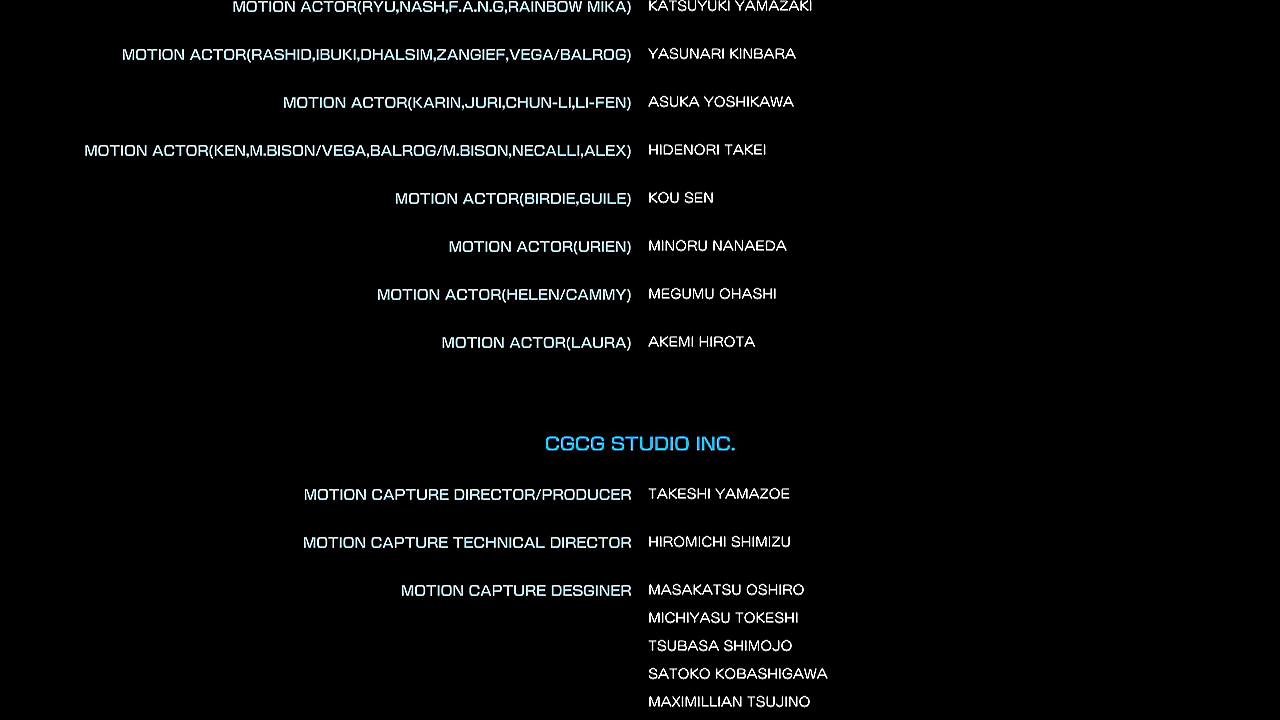 MOTION ACTOR(RYU,NASH,F.A.N.G,RAINBOW MIKA) KATSUYUKI YAMAZAKI
MOTION ACTOR(RASHID,IBUKI,DHALSIM,ZANGIEF,VEGA/BALROG) YASUNARI KINBARA
MOTION ACTOR(KARIN,JURI,CHUN-LI,LI-FEN) ASUKA YOSHIKAWA
MOTION ACTOR(KEN,M.BISON/VEGA,BALROG/M.BISON,NECALLI,ALEX) HIDENORI TAKEI
MOTION ACTOR(BIRDIE,GUILE) KOU SEN
MOTION ACTOR(URIEN) MINORU NANAEDA
MOTION ACTOR(HELEN/CAMMY) MEGUMU OHASHI
MOTION ACTOR(LAURA) AKEMI HIROTA
CGCG STUDIO INC.
MOTION CAPTURE DIRECTOR/PRODUCER TAKESHI YAMAZOE
MOTION CAPTURE TECHNICAL DIRECTOR HIROMICHI SHIMIZU
MOTION CAPTURE DESGINER MASAKATSU OSHIRO
MICHIYASU TOKESHI
TSUBASA SHIMOJO
SATOKO KOBASHIGAWA
MAXIMILLIAN TSUJINO